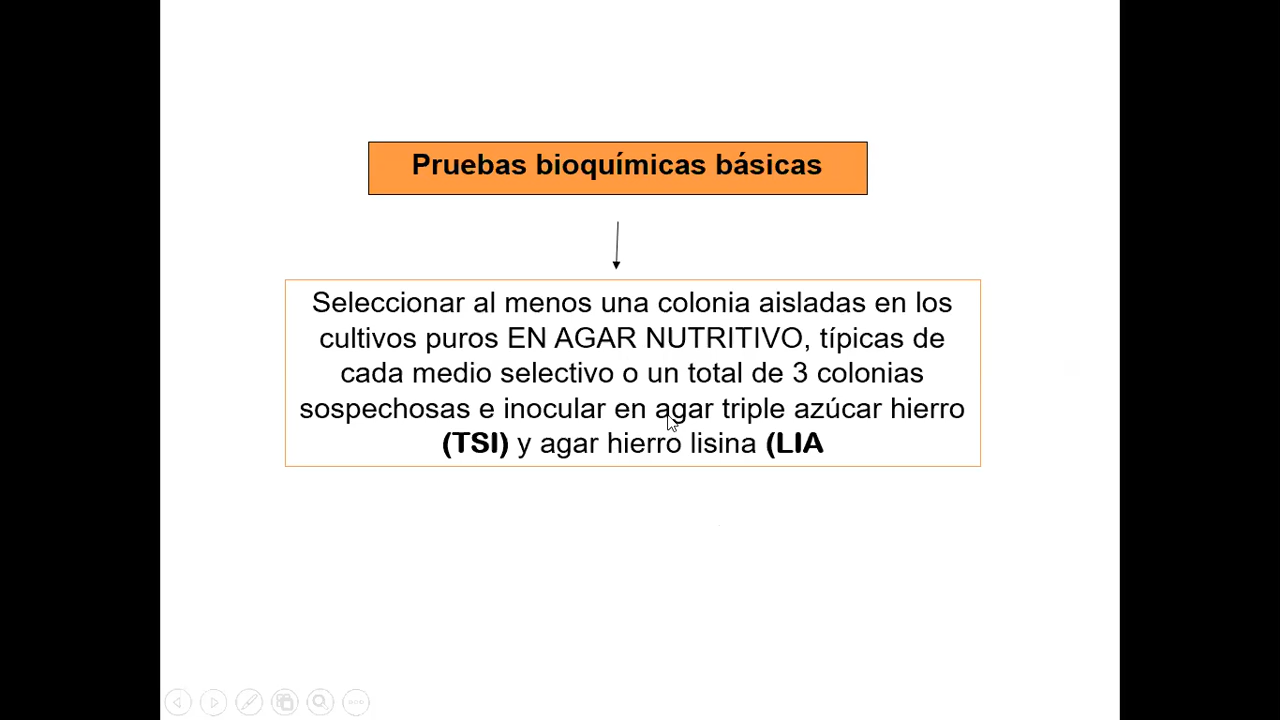 Pruebas bioquímicas básicas
Seleccionar al menos una colonia aisladas en los
cultivos puros EN AGAR NUTRITIVO, típicas de
cada medio selectivo o un total de 3 colonias
sospechosas e inocular en agar triple azúcar hierro
(TSI) y agar hierro lisina (LIA